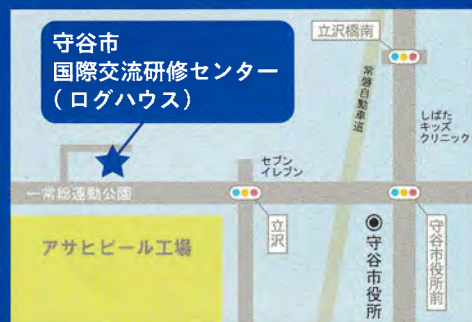 守谷市
国際交流研修センター
(ログハウス)
立沢橋南
常磐自動車道
しばた
キッズ
クリニック
セブン
イレブン
←常総運動公園
立沢
アサヒビール工場
守谷市役所
守谷市役所前